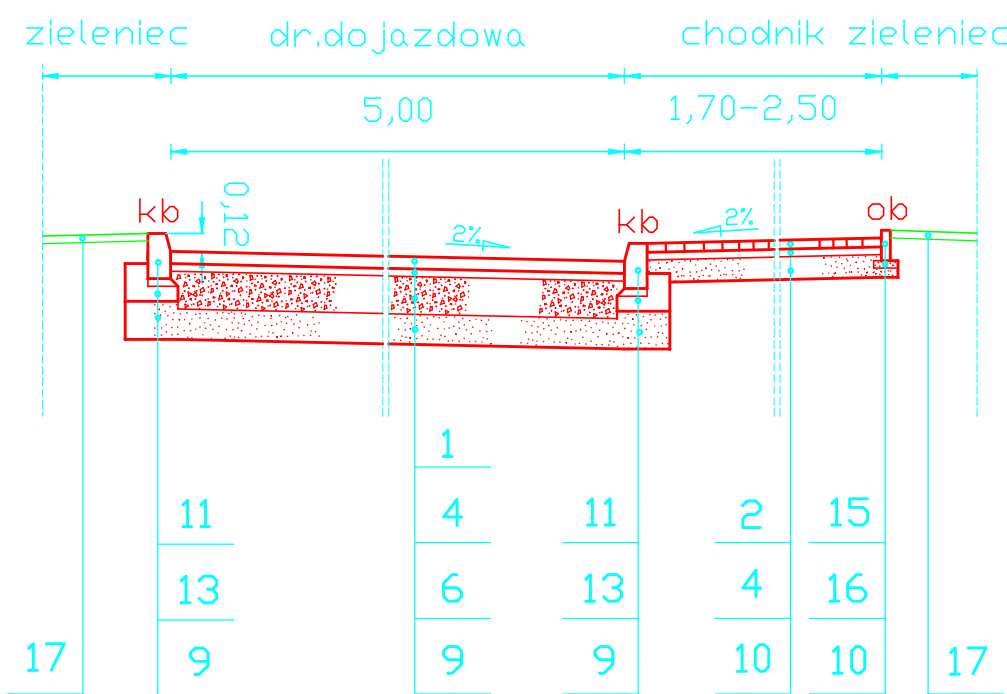 zieleniec dr.dojazdowa chodnik zieleniec
5,00 1,70-2,50
0,12
kb kb ob
2% 2%
1
11 4 11 2 15
13 6 13 4 16
17 9 9 9 10 10 17